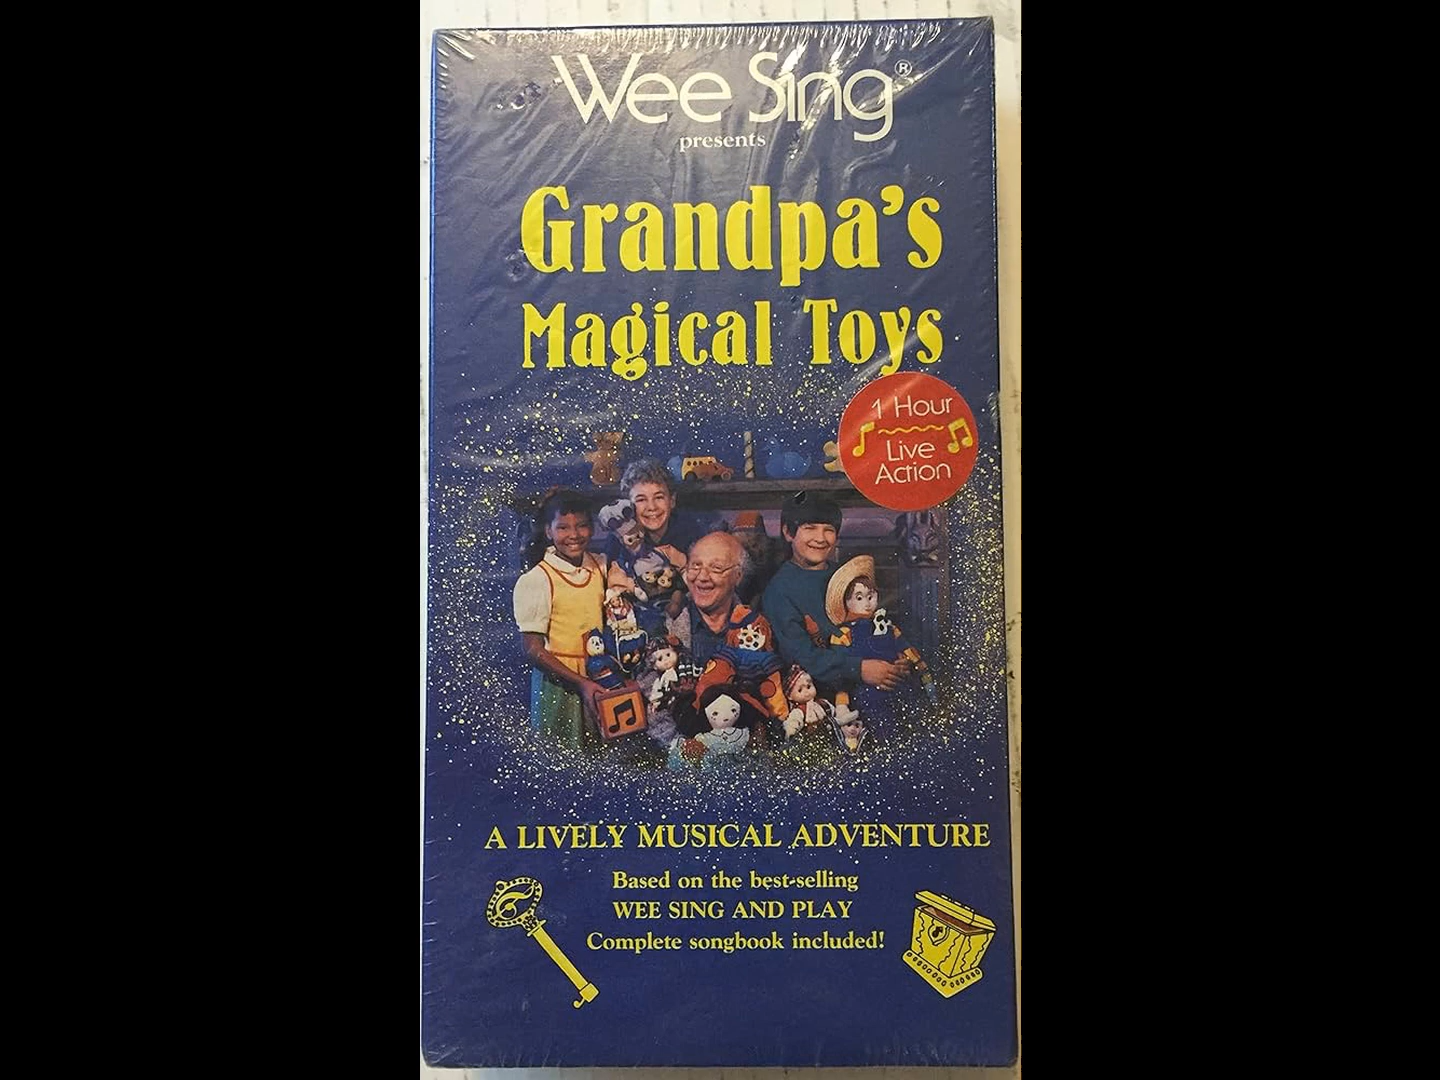 Wee Sing®
presents
Grandpa's
Magical Toys
1 Hour
Live
Action
A LIVELY MUSICAL ADVENTURE
Based on the best-selling
WEE SING AND PLAY
Complete songbook included!